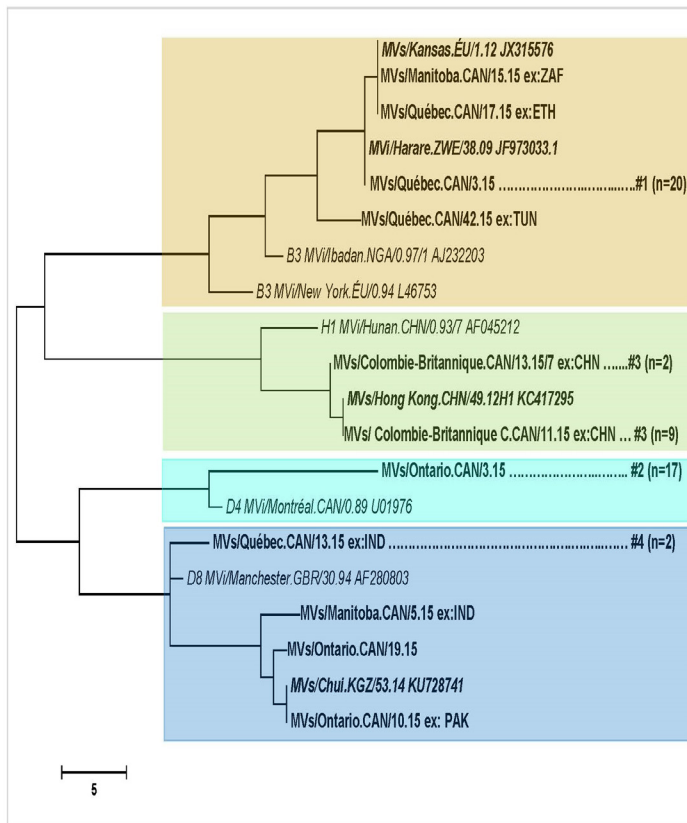 MVs/Kansas.ÉU/1.12 JX315576
MVs/Manitoba.CAN/15.15 ex:ZAF
MVs/Québec.CAN/17.15 ex:ETH
MVi/Harare.ZWE/38.09 JF973033.1
MVs/Québec.CAN/3.15 ………………………….#1 (n=20)
MVs/Québec.CAN/42.15 ex:TUN
B3 MVi/Ibadan.NGA/0.97/1 AJ232203
B3 MVi/New York.ÉU/0.94 L46753
H1 MVi/Hunan.CHN/0.93/7 AF045212
MVs/Colombie-Britannique.CAN/13.15/7 ex:CHN …....#3 (n=2)
MVs/Hong Kong.CHN/49.12H1 KC417295
MVs/ Colombie-Britannique C.CAN/11.15 ex:CHN … #3 (n=9)
MVs/Ontario.CAN/3.15 ………………………. #2 (n=17)
D4 MVi/Montréal.CAN/0.89 U01976
MVs/Québec.CAN/13.15 ex:IND ………………………………………… #4 (n=2)
D8 MVi/Manchester.GBR/30.94 AF280803
MVs/Manitoba.CAN/5.15 ex:IND
MVs/Ontario.CAN/19.15
MVs/Chui.KGZ/53.14 KU728741
MVs/Ontario.CAN/10.15 ex: PAK
5